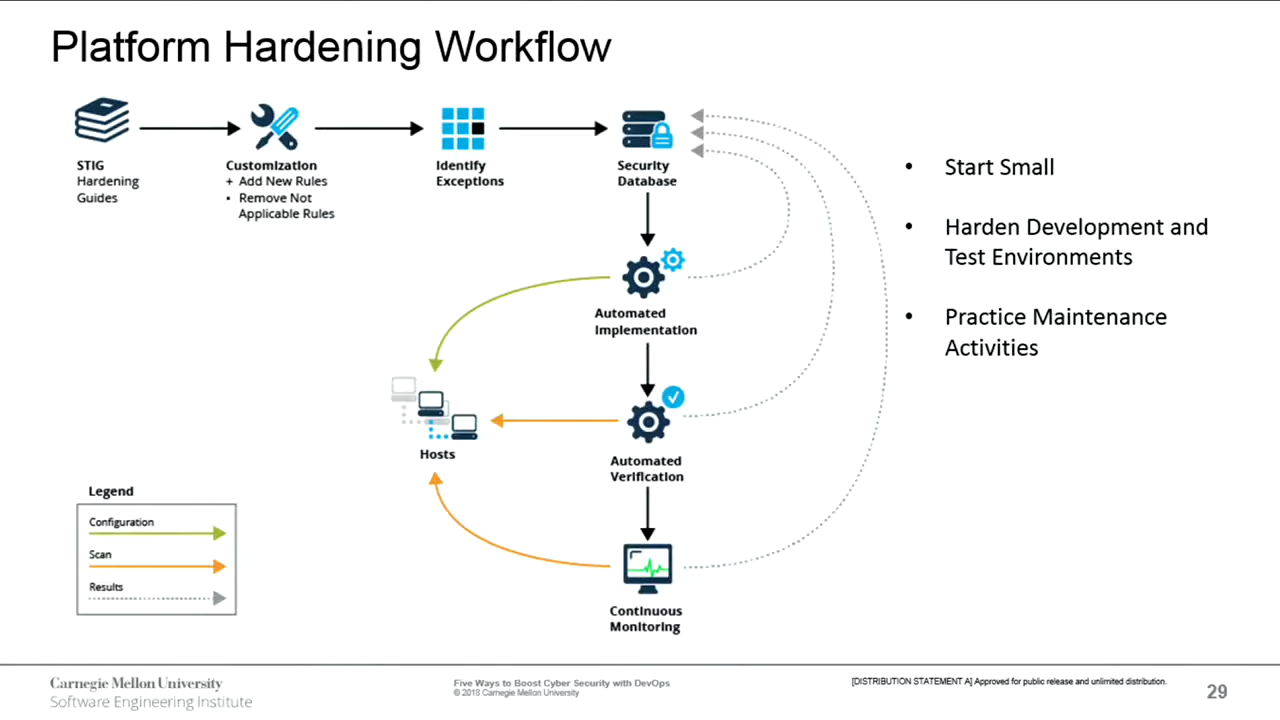 Platform Hardening Workflow
STIG
Hardening
Guides
Customization
+ Add New Rules
• Remove Not
Applicable Rules
Identify
Exceptions
Security
Database
Automated
Implementation
Hosts
Automated
Verification
Continuous
Monitoring
Legend
Configuration
Scan
Results
• Start Small
• Harden Development and
Test Environments
• Practice Maintenance
Activities
Carnegie Mellon University
Software Engineering Institute
Five Ways to Boost Cyber Security with DevOps
© 2018 Carnegie Mellon University
[DISTRIBUTION STATEMENT A] Approved for public release and unlimited distribution.
29